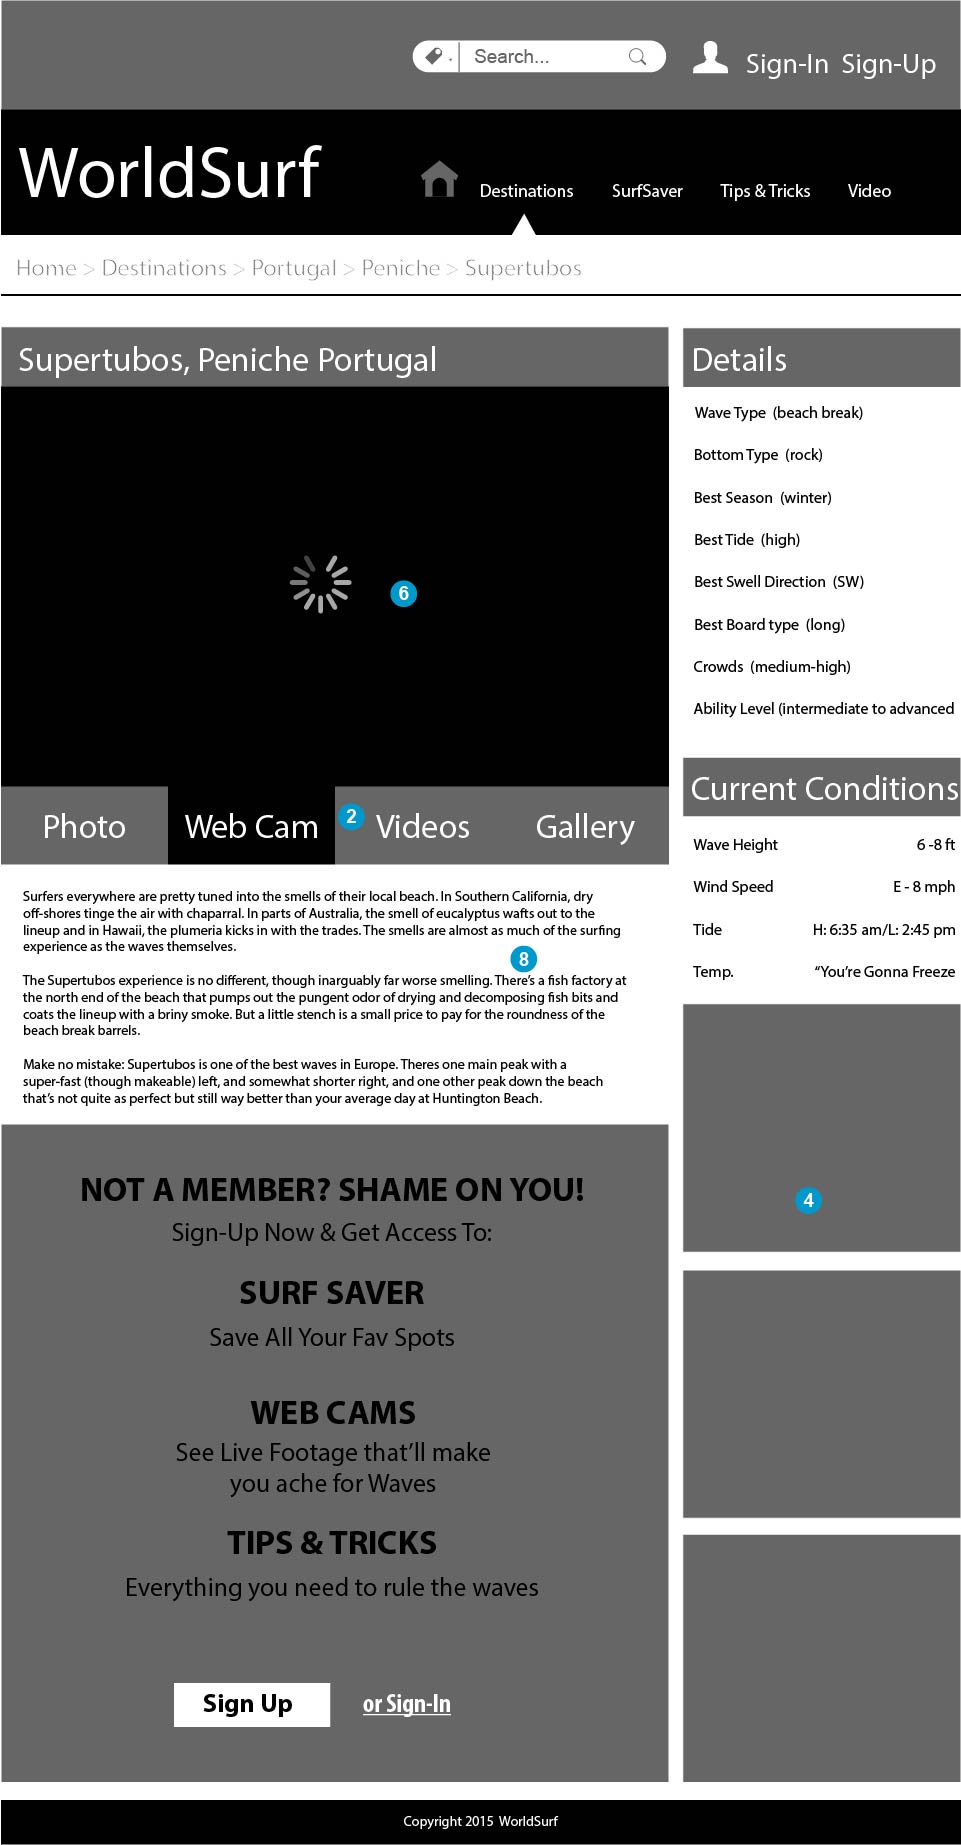 Search...
Sign-In Sign-Up
WorldSurf
Destinations SurfSaver Tips & Tricks Video
Home > Destinations > Portugal > Peniche > Supertubos
Supertubos, Peniche Portugal
6
Photo Web Cam 2 Videos Gallery
Surfers everywhere are pretty tuned into the smells of their local beach. In Southern California, dry
off-shores tinge the air with chaparral. In parts of Australia, the smell of eucalyptus wafts out to the
lineup and in Hawaii, the plumeria kicks in with the trades. The smells are almost as much of the surfing
experience as the waves themselves.
8
The Supertubos experience is no different, though inarguably far worse smelling. There's a fish factory at
the north end of the beach that pumps out the pungent odor of drying and decomposing fish bits and
coats the lineup with a briny smoke. But a little stench is a small price to pay for the roundness of the
beach break barrels.
Make no mistake: Supertubos is one of the best waves in Europe. Theres one main peak with a
super-fast (though makeable) left, and somewhat shorter right, and one other peak down the beach
that's not quite as perfect but still way better than your average day at Huntington Beach.
Details
Wave Type (beach break)
Bottom Type (rock)
Best Season (winter)
Best Tide (high)
Best Swell Direction (SW)
Best Board type (long)
Crowds (medium-high)
Ability Level (intermediate to advanced
Current Conditions
Wave Height 6 -8 ft
Wind Speed E - 8 mph
Tide H: 6:35 am/L: 2:45 pm
Temp. “You’re Gonna Freeze
4
NOT A MEMBER? SHAME ON YOU!
Sign-Up Now & Get Access To:
SURF SAVER
Save All Your Fav Spots
WEB CAMS
See Live Footage that’ll make
you ache for Waves
TIPS & TRICKS
Everything you need to rule the waves
Sign Up or Sign-In
Copyright 2015 WorldSurf